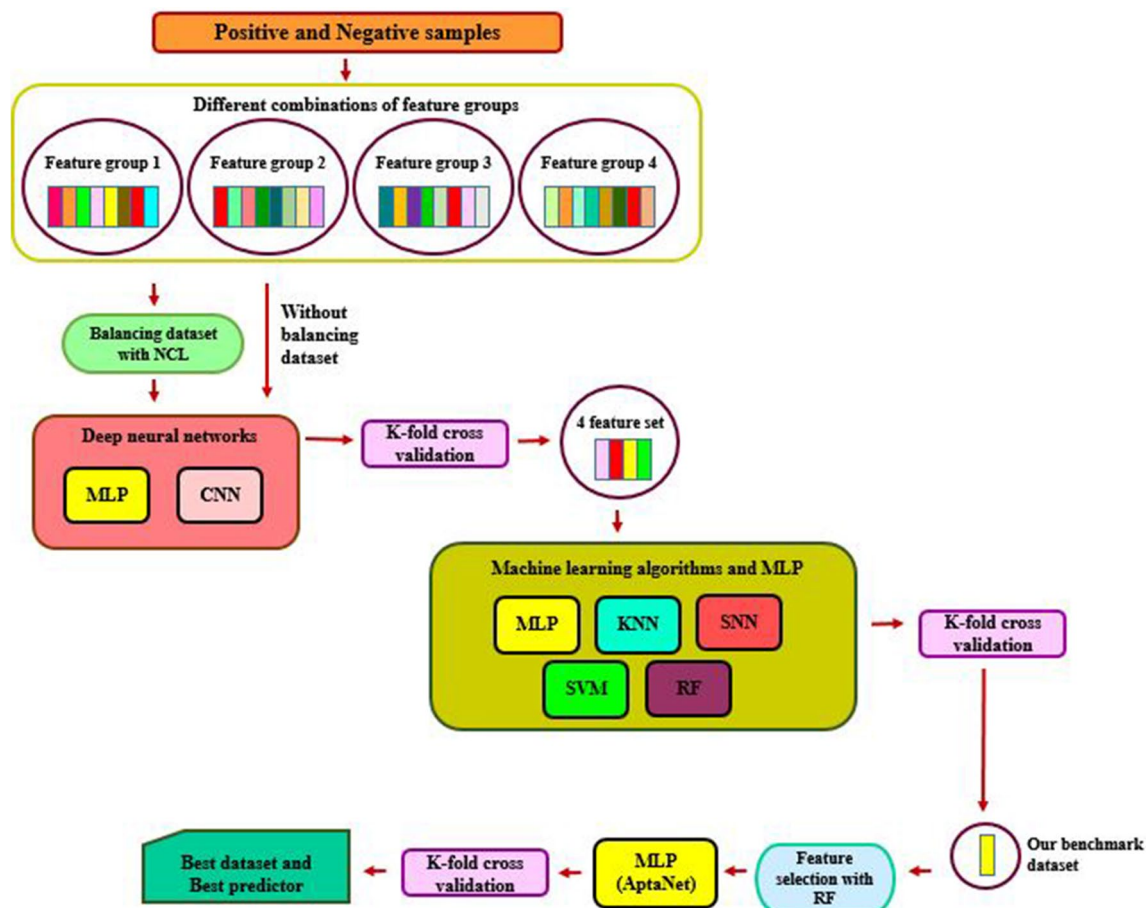 Positive and Negative samples
Different combinations of feature groups
Feature group 1
Feature group 2
Feature group 3
Feature group 4
Balancing dataset
with NCL
Without
balancing
dataset
Deep neural networks
MLP
CNN
K-fold cross
validation
4 feature set
Machine learning algorithms and MLP
MLP
KNN
SNN
SVM
RF
K-fold cross
validation
Our benchmark
dataset
Feature
selection with
RF
MLP
(AptaNet)
K-fold cross
validation
Best dataset and
Best predictor